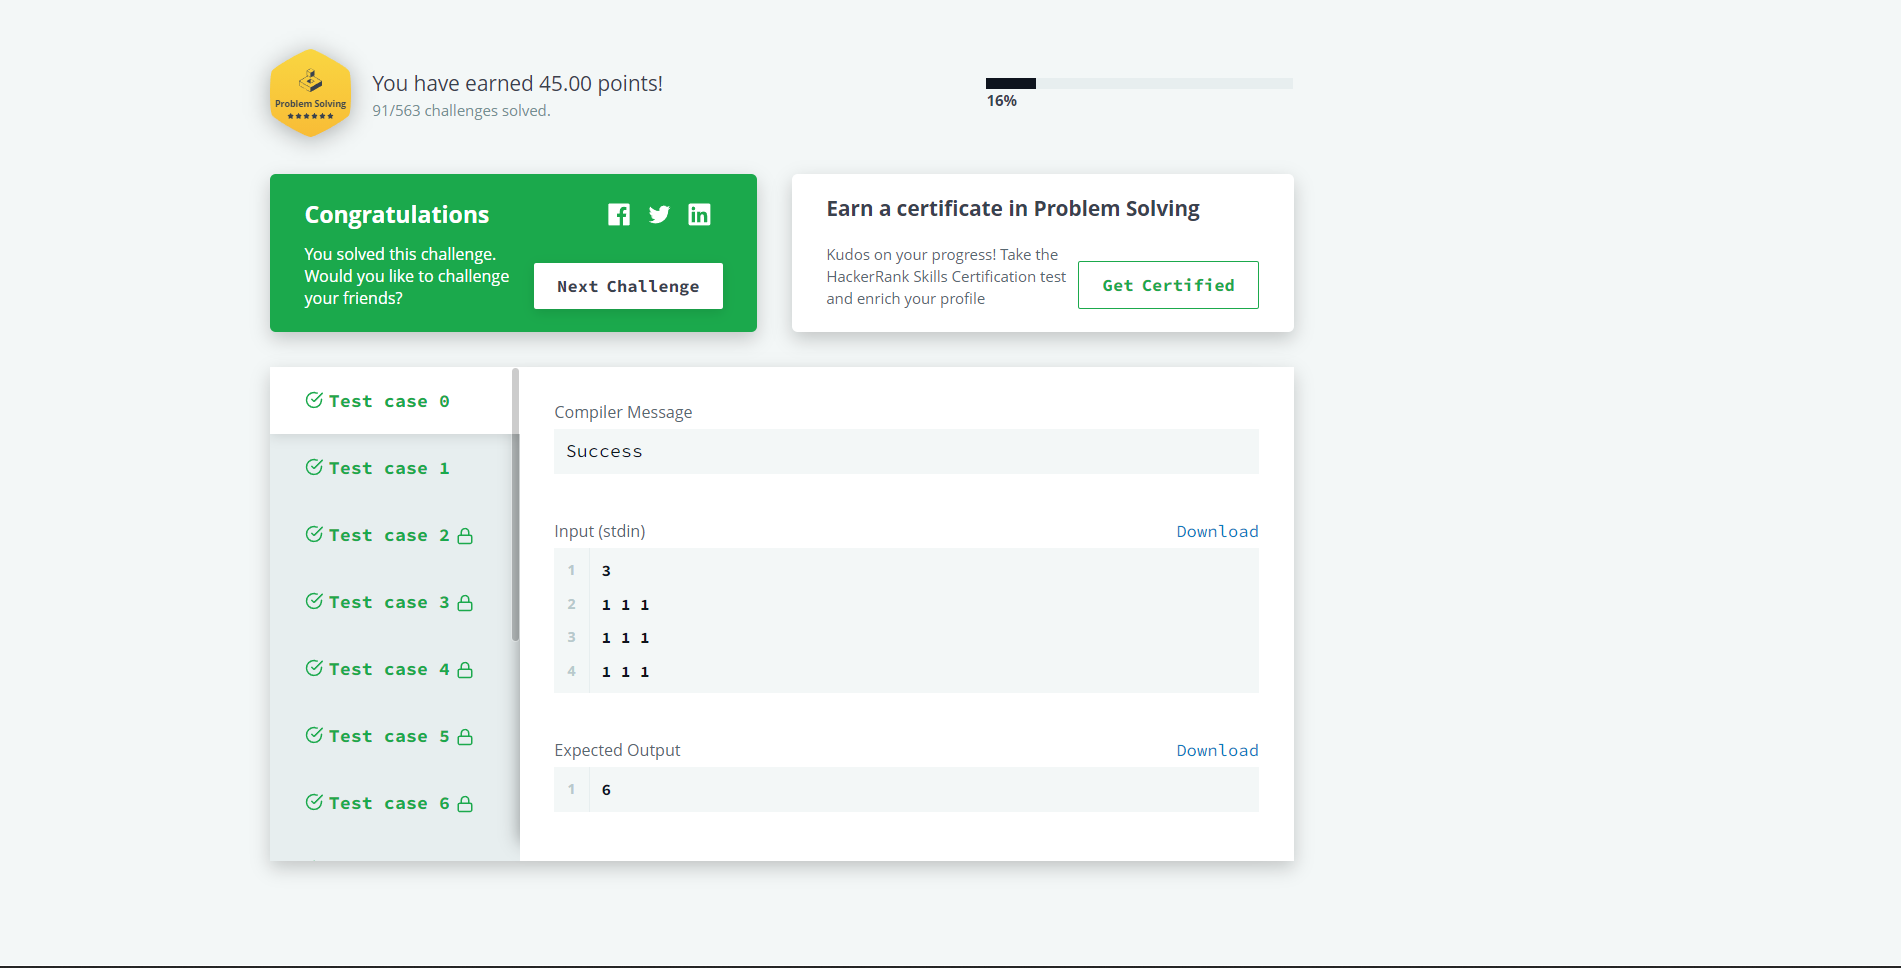 Problem Solving
You have earned 45.00 points!
91/563 challenges solved.
16%
Congratulations
You solved this challenge.
Would you like to challenge
your friends?
Next Challenge
Earn a certificate in Problem Solving
Kudos on your progress! Take the
HackerRank Skills Certification test
and enrich your profile
Get Certified
Test case 0
Test case 1
Test case 2
Test case 3
Test case 4
Test case 5
Test case 6
Compiler Message
Success
Input (stdin)
Download
1 3
2 1 1 1
3 1 1 1
4 1 1 1
Expected Output
Download
1 6